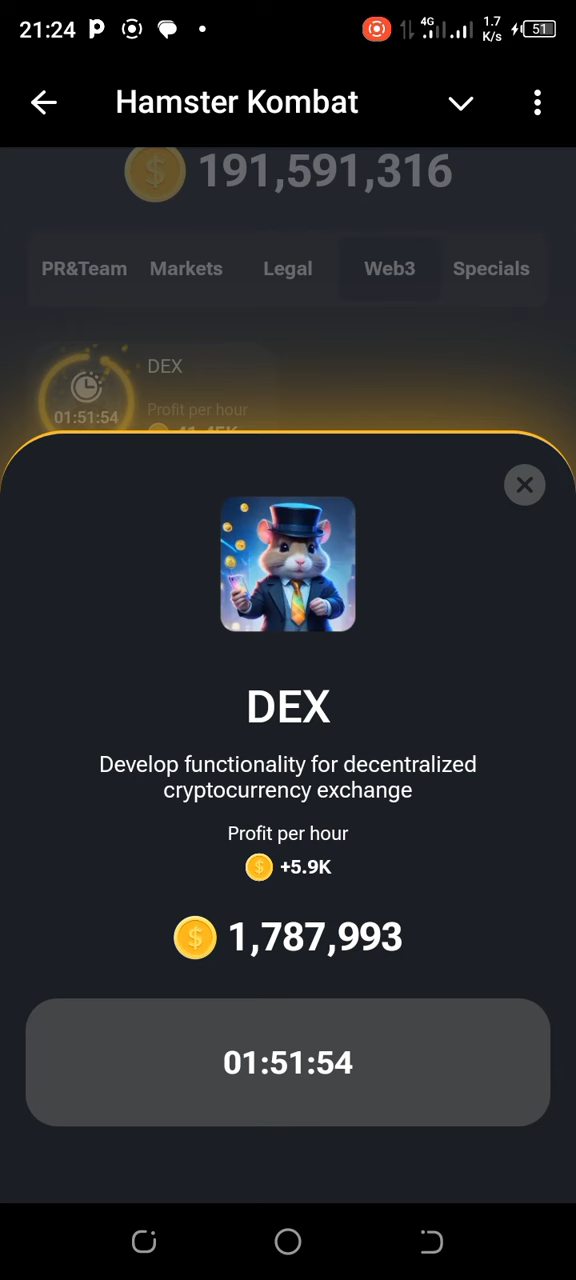 21:24
4G
1.7
K/s
51
Hamster Kombat
191,591,316
PR&Team Markets Legal Web3 Specials
DEX
01:51:54
Profit per hour
41.45K
DEX
Develop functionality for decentralized
cryptocurrency exchange
Profit per hour
+5.9K
1,787,993
01:51:54